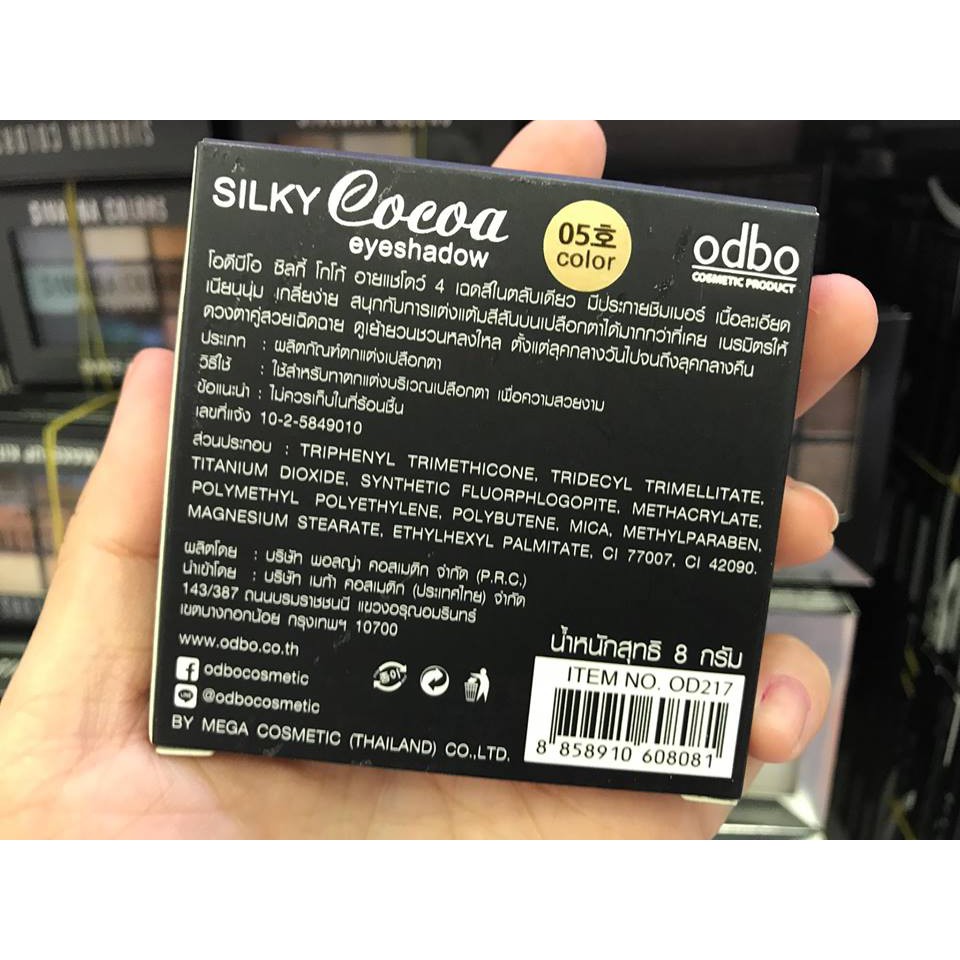 SILKY Cocoa
eyeshadow
05호
color
odbo
COSMETIC PRODUCT
โอดีบีโอ ซิลกี้ โกโก้ อายแชโดว์ 4 เฉดสีในตลับเดียว มีประกายชิมเมอร์ เนื้อละเอียด
เนียนนุ่ม เกลี่ยง่าย สนุกกับการแต่งแต้มสีสันบนเปลือกตาได้มากกว่าที่เคย เนรมิตรให้
ดวงตาคู่สวยเฉิดฉาย ดูเย้ายวนชวนหลงใหล ตั้งแต่ลุคกลางวันไปจนถึงลุคกลางคืน
ประเภท : ผลิตภัณฑ์ตกแต่งเปลือกตา
วิธีใช้ : ใช้สำหรับทาตกแต่งบริเวณเปลือกตา เพื่อความสวยงาม
ข้อแนะนำ : ไม่ควรเก็บในที่ร้อนชื้น
เลขที่แจ้ง 10-2-5849010
ส่วนประกอบ : TRIPHENYL TRIMETHICONE, TRIDECYL TRIMELLITATE,
TITANIUM DIOXIDE, SYNTHETIC FLUORPHLOGOPITE, METHACRYLATE,
POLYMETHYL POLYETHYLENE, POLYBUTENE, MICA, METHYLPARABEN,
MAGNESIUM STEARATE, ETHYLHEXYL PALMITATE, CI 77007, CI 42090.
ผลิตโดย : บริษัท พอลญ่า คอสเมติก จำกัด (P.R.C.)
นำเข้าโดย : บริษัท เมก้า คอสเมติก (ประเทศไทย) จำกัด
143/387 ถนนบรมราชชนนี แขวงอรุณอมรินทร์
เขตบางกอกน้อย กรุงเทพฯ 10700
www.odbo.co.th
odbocosmetic
LINE @odbocosmetic
BY MEGA COSMETIC (THAILAND) CO.,LTD.
น้ำหนักสุทธิ 8 กรัม
ITEM NO. OD217
8 858910 608081
SIVANNA COLORS
SIVANNA COLORS